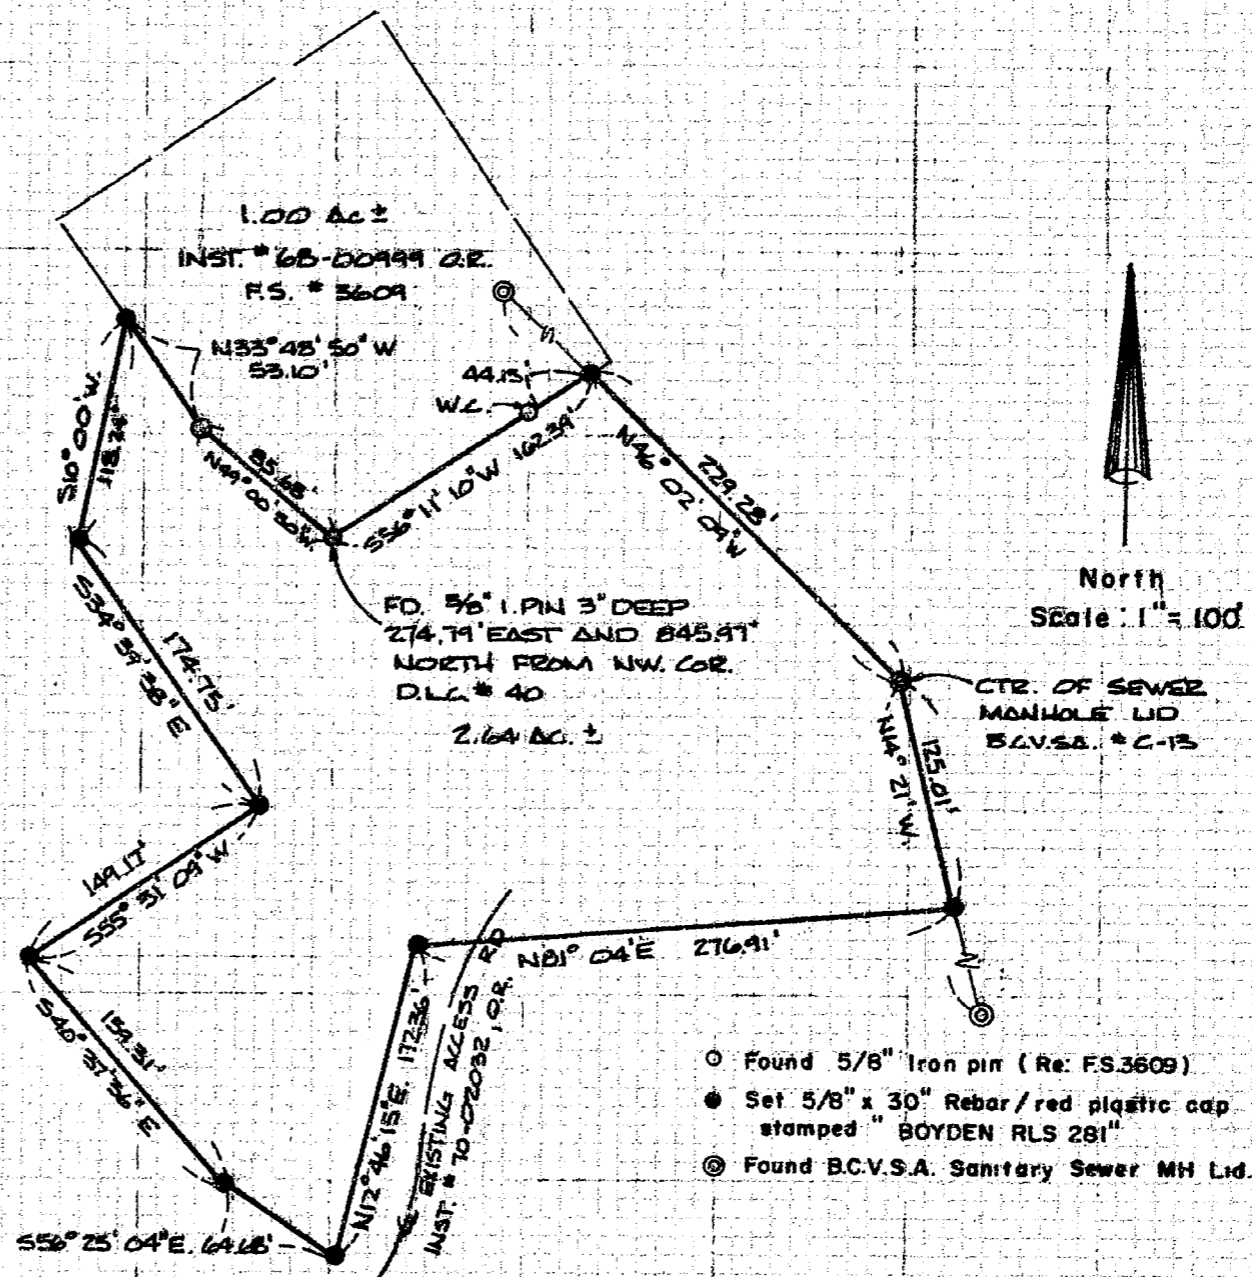 1.00 AC ±
INST. # 68-00999 O.R.
F.S. # 3609
N33° 48' 50" W
53.10'
44.13'
W.C.
S10° 00' W.
118.24'
85.68'
N49° 00' 30" W.
S56° 11' 10" W 162.39'
229.28'
N46° 02' 09" W
North
Scale: 1" = 100'
FD. 5/8" I. PIN 3" DEEP
274.79' EAST AND 845.97'
NORTH FROM NW. COR.
D.L.C. # 40
2.64 AC. ±
CTR. OF SEWER
MANHOLE LID
B.C.V.S.A. # C-13
174.75'
S34° 39' 38" E
125.01'
N14° 21' W.
149.17'
S55° 31' 09" W
N81° 04' E 276.91'
159.31'
S40° 37' 36" E
N12° 46' 15" E. 172.36'
EXISTING ACCESS RD
INST. # 70-02032, O.R.
S56° 25' 04" E. 64.68'
Found 5/8" Iron pin ( Re: F.S.3609)
Set 5/8" x 30" Rebar/red plastic cap
stamped " BOYDEN RLS 281"
Found B.C.V.S.A. Sanitary Sewer MH Lid.